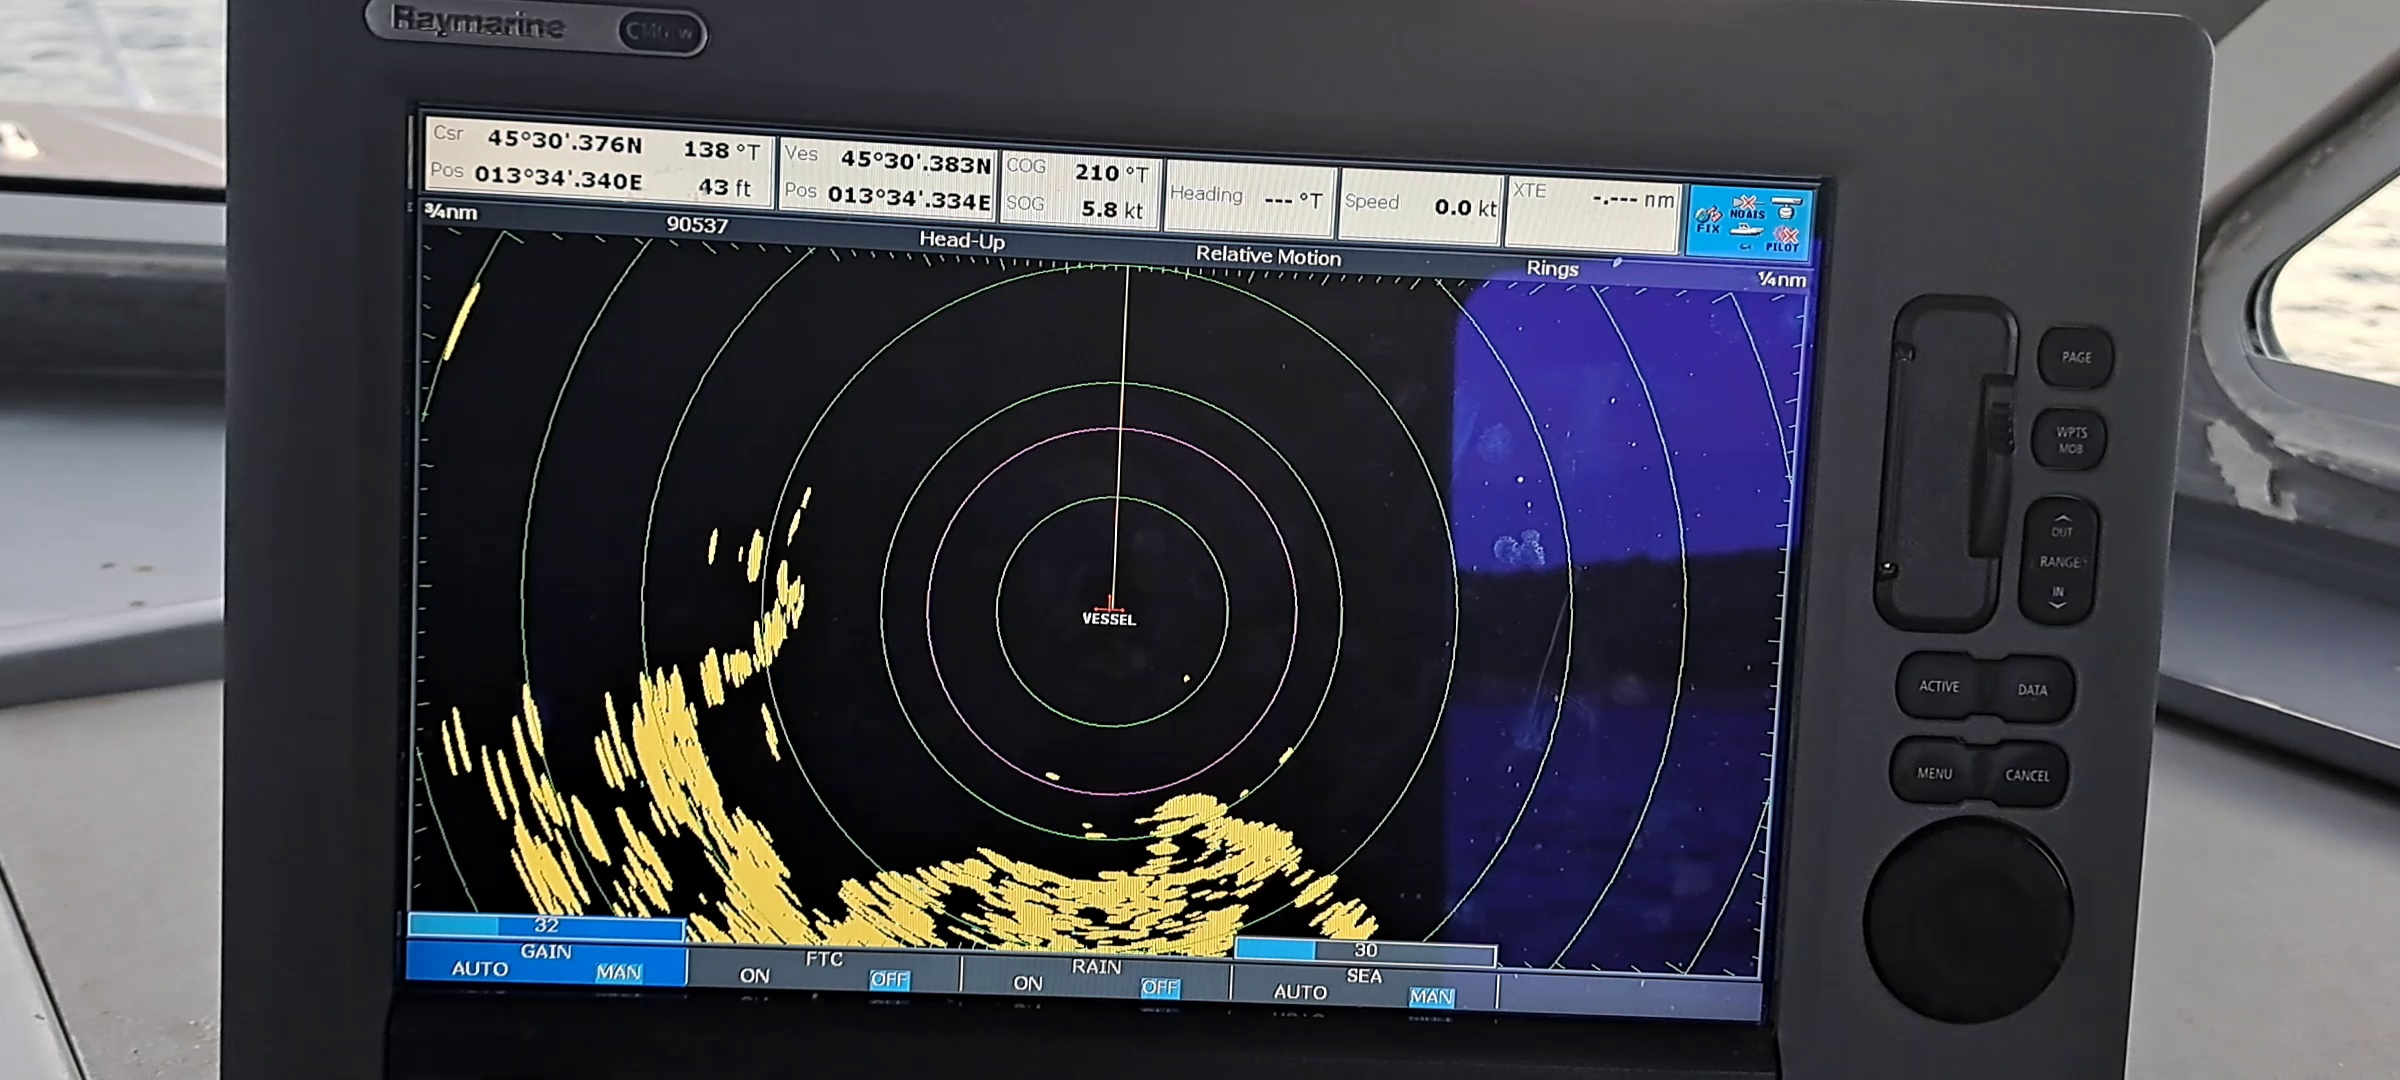 Raymarine C140 w
Csr 45°30'.376N 138 °T
Pos 013°34'.340E 43 ft
Ves 45°30'.383N
Pos 013°34'.334E
COG 210 °T
SOG 5.8 kt
Heading --- °T
Speed 0.0 kt
XTE -.--- nm
NO AIS
FIX
PILOT
¾nm 90537 Head-Up Relative Motion Rings ¼nm
VESSEL
32
GAIN
AUTO MAN
FTC
ON OFF
RAIN
ON OFF
30
SEA
AUTO MAN
PAGE
WPTS
MOB
OUT
RANGE
IN
ACTIVE DATA
MENU CANCEL